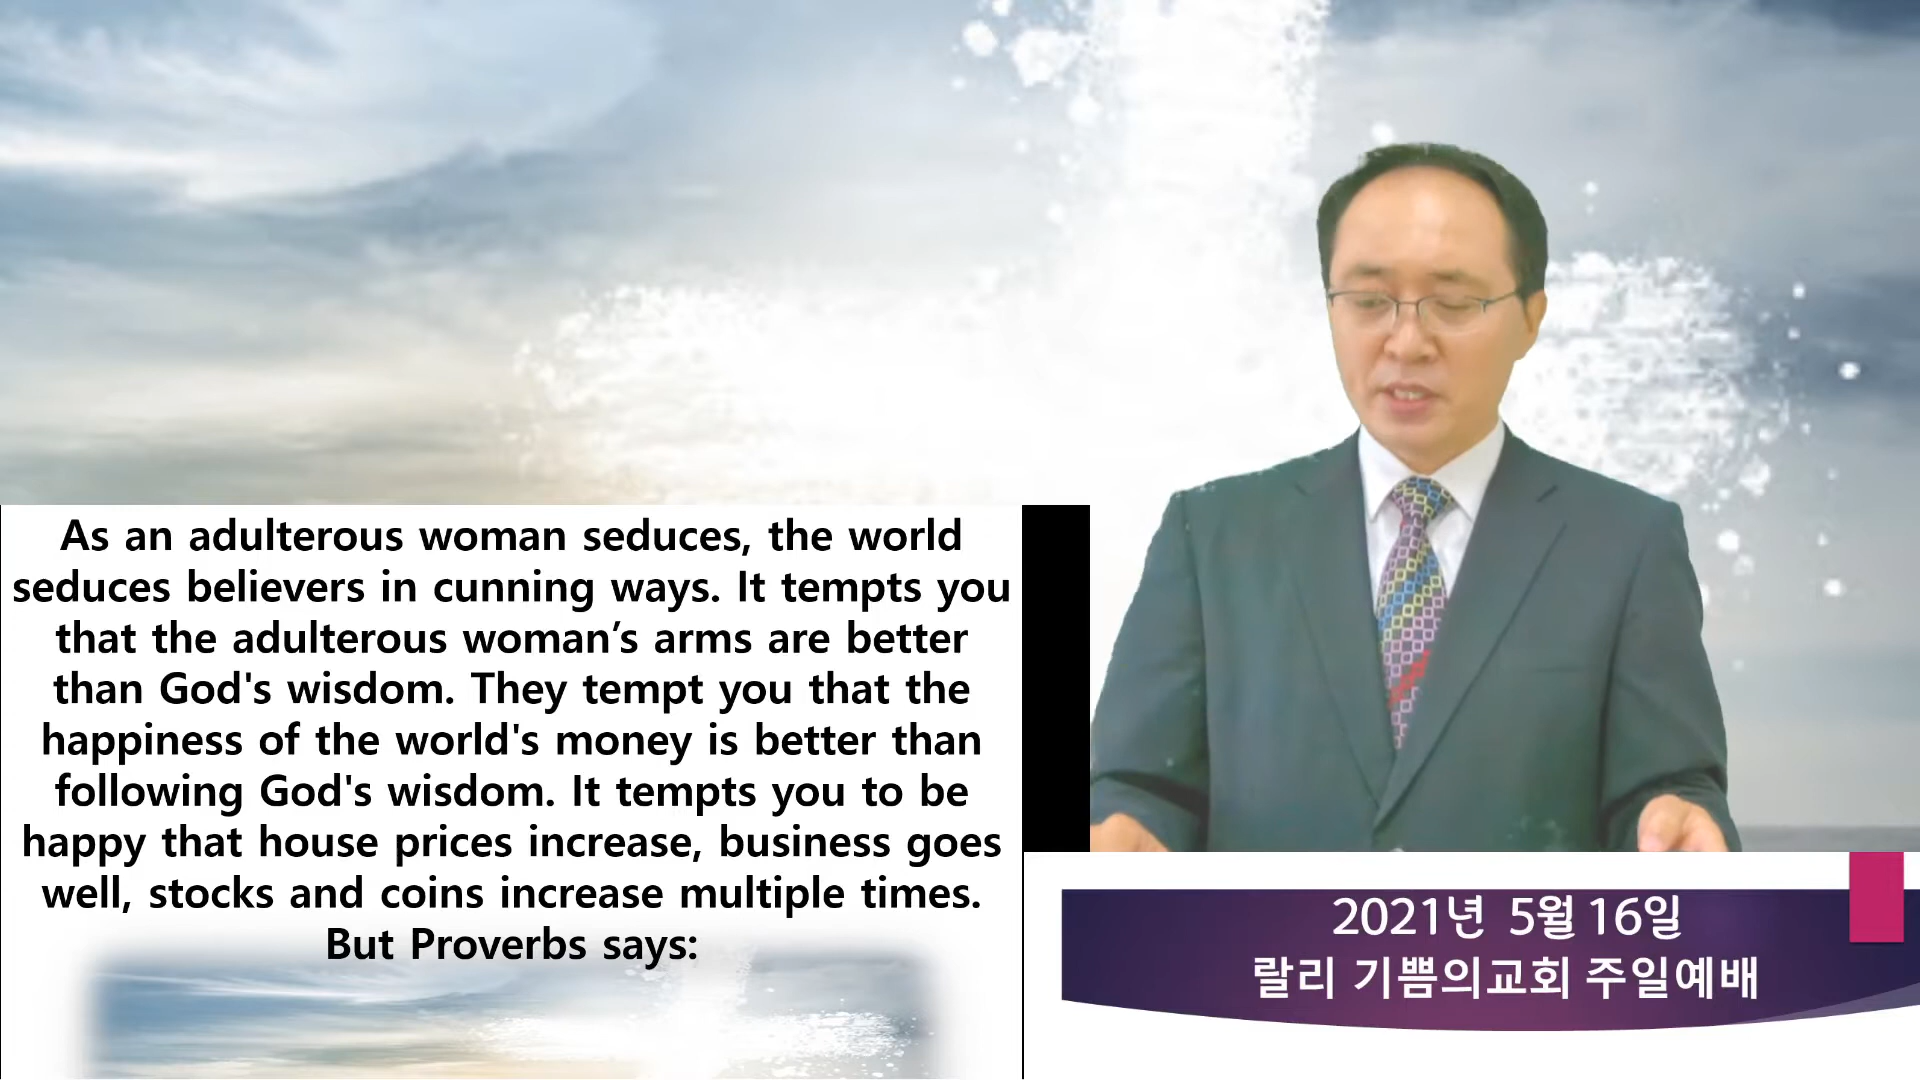 As an adulterous woman seduces, the world
seduces believers in cunning ways. It tempts you
that the adulterous woman’s arms are better
than God's wisdom. They tempt you that the
happiness of the world's money is better than
following God's wisdom. It tempts you to be
happy that house prices increase, business goes
well, stocks and coins increase multiple times.
But Proverbs says:
2021년 5월 16일
랄리 기쁨의교회 주일예배